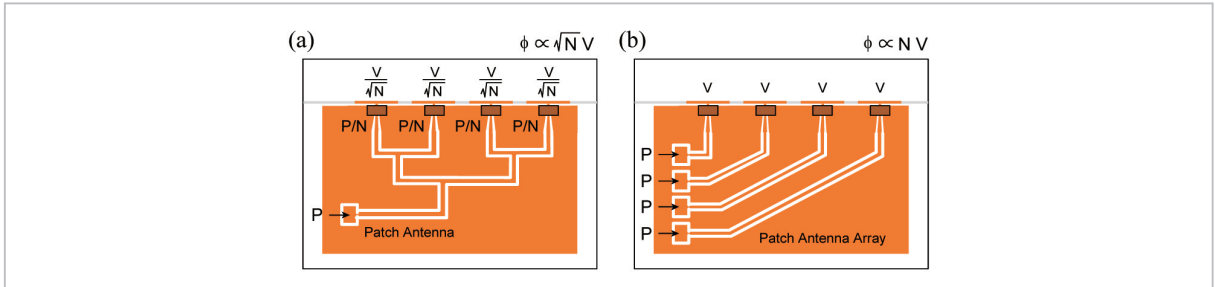 (a)
ϕ ∝ √N V
V/√N V/√N V/√N V/√N
P/N P/N P/N P/N
P
Patch Antenna
(b)
ϕ ∝ N V
V V V V
P
P
P
P
Patch Antenna Array